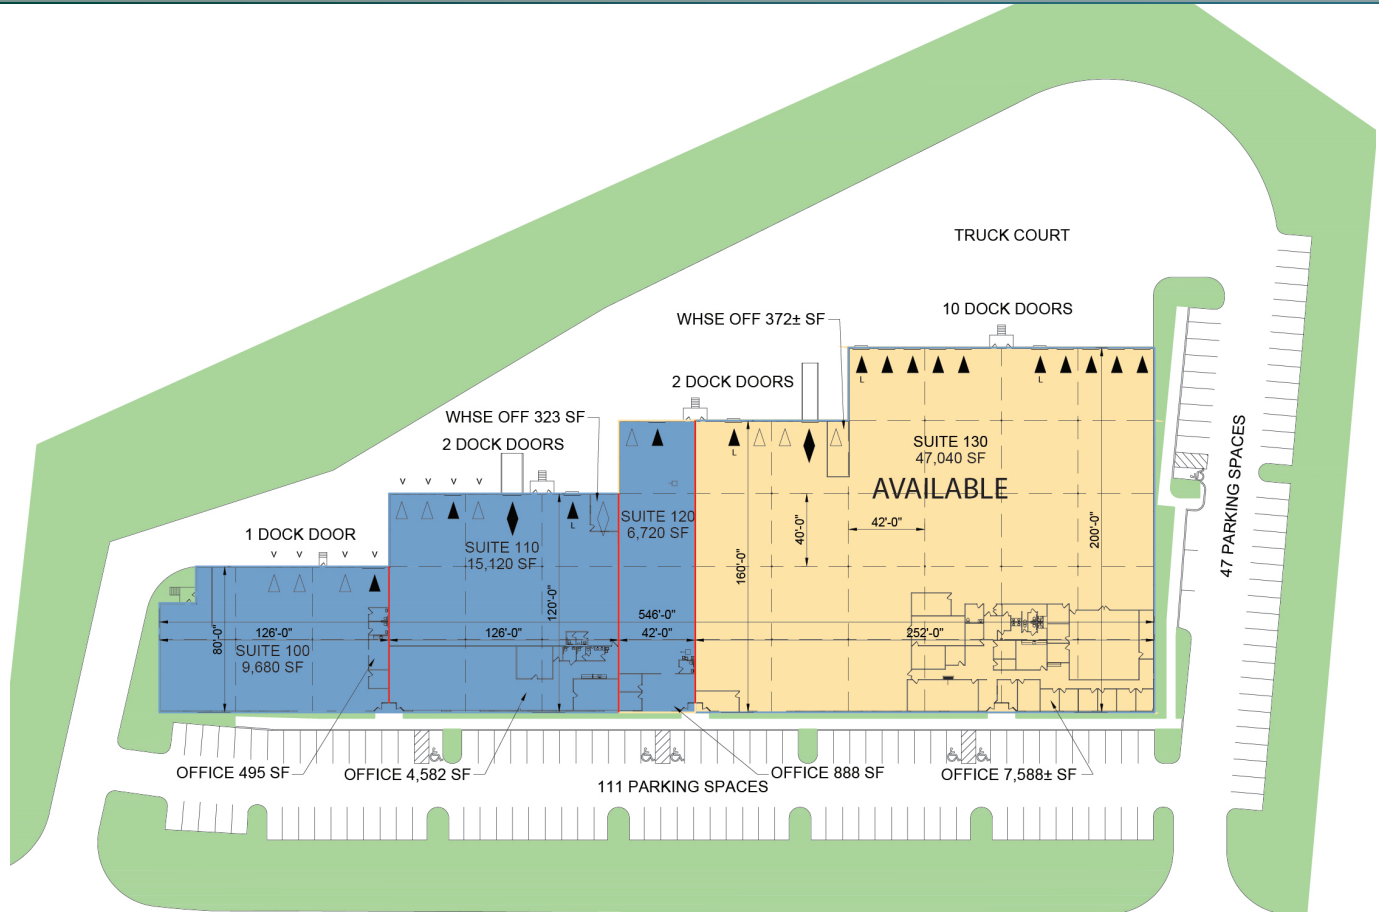 TRUCK COURT
10 DOCK DOORS
WHSE OFF 372± SF
2 DOCK DOORS
WHSE OFF 323 SF
2 DOCK DOORS
1 DOCK DOOR
L
L
L
L
V V V V
V V V V
SUITE 130
47,040 SF
AVAILABLE
SUITE 120
6,720 SF
SUITE 110
15,120 SF
SUITE 100
9,680 SF
42'-0"
40'-0"
200'-0"
160'-0"
120'-0"
80'-0"
546'-0"
126'-0"
126'-0"
42'-0"
252'-0"
47 PARKING SPACES
OFFICE 495 SF
OFFICE 4,582 SF
OFFICE 888 SF
OFFICE 7,588± SF
111 PARKING SPACES